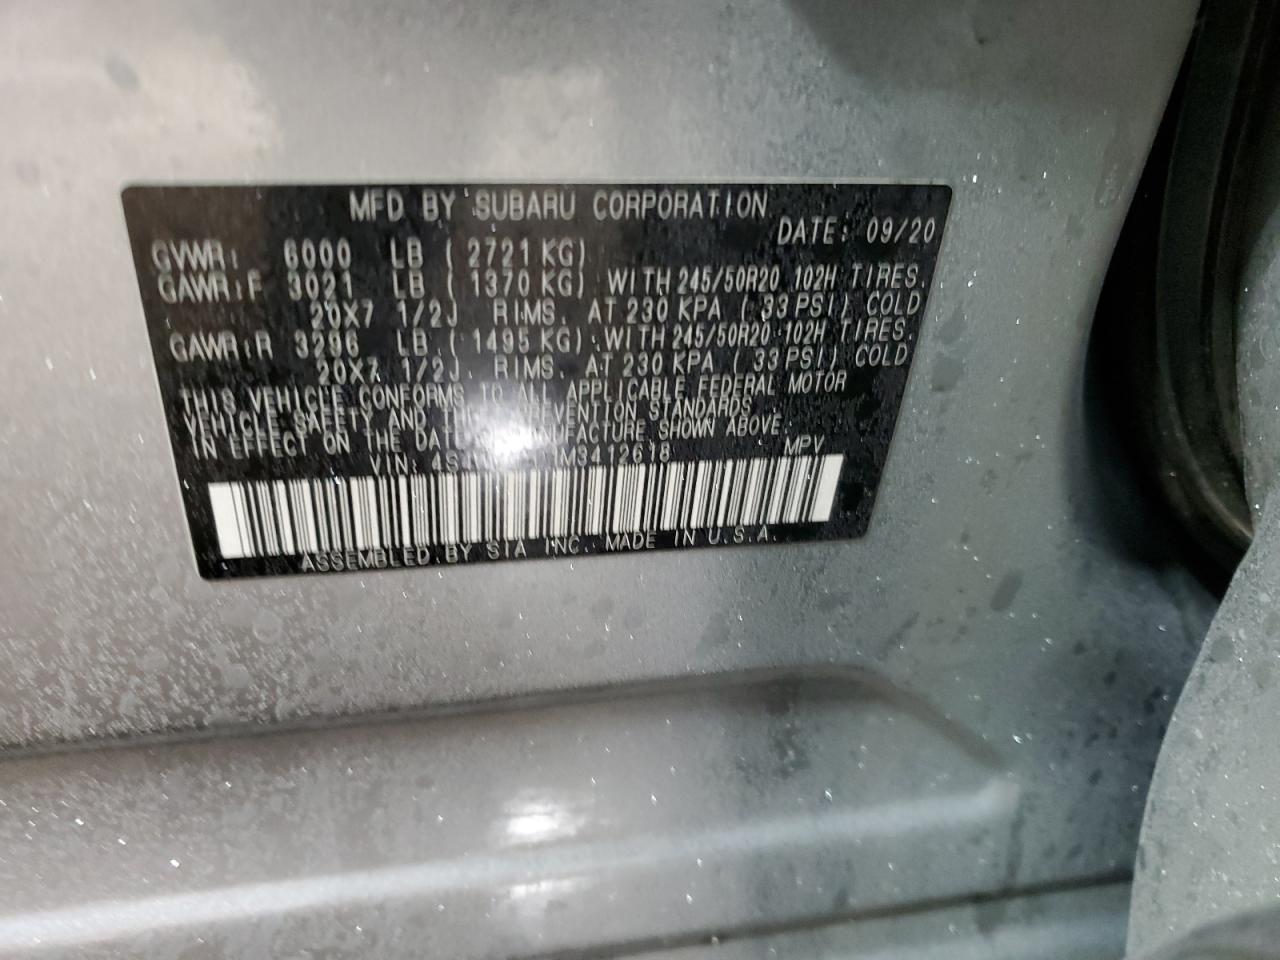 MFD BY SUBARU CORPORATION
DATE: 09/20
GVWR: 6000 LB ( 2721 KG)
GAWR:F 3021 LB ( 1370 KG) WITH 245/50R20 102H TIRES.
20X7 1/2J RIMS. AT 230 KPA ( 33 PSI) COLD
GAWR:R 3296 LB ( 1495 KG) WITH 245/50R20 102H TIRES.
20X7 1/2J RIMS. AT 230 KPA ( 33 PSI) COLD
THIS VEHICLE CONFORMS TO ALL APPLICABLE FEDERAL MOTOR
VEHICLE SAFETY AND PREVENTION STANDARDS
IN EFFECT ON THE DATE MANUFACTURE SHOWN ABOVE.
VIN: M3412618 MPV
ASSEMBLED BY SIA INC. MADE IN U.S.A.